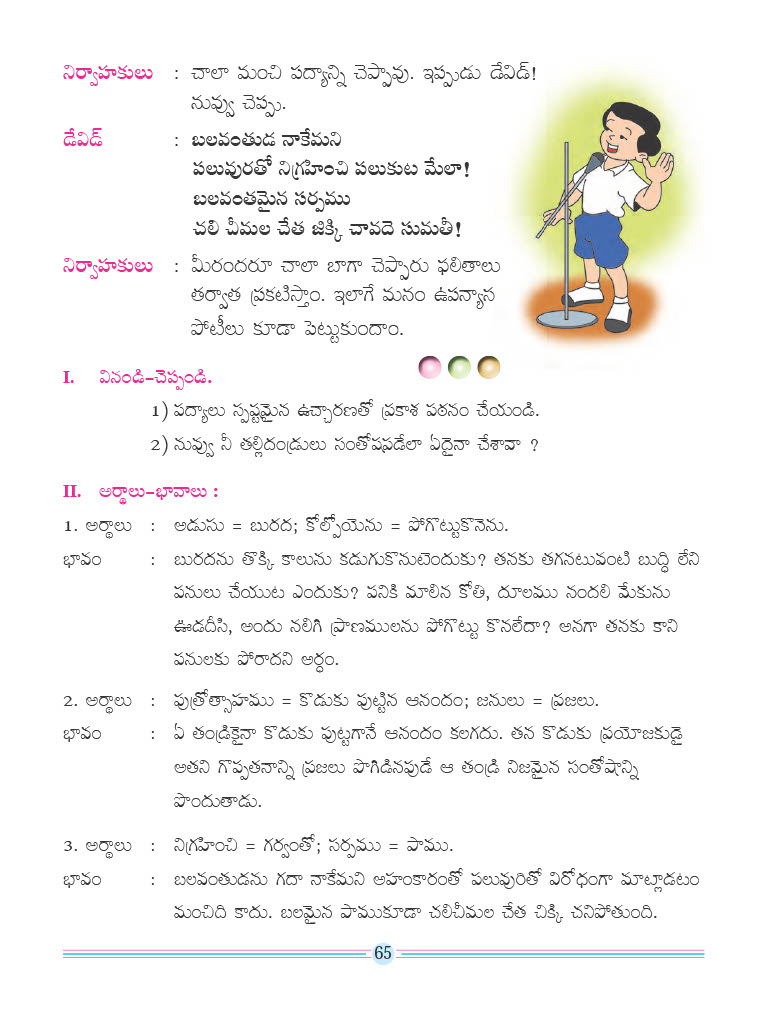 నిర్వాహకులు : చాలా మంచి పద్యాన్ని చెప్పావు. ఇప్పుడు డేవిడ్!
నువ్వు చెప్పు.
డేవిడ్ : బలవంతుడ నాకేమని
పలువురతో నిగ్రహించి పలుకుట మేలా!
బలవంతమైన సర్పము
చలి చీమల చేత జిక్కి చావదె సుమతీ!
నిర్వాహకులు : మీరందరూ చాలా బాగా చెప్పారు ఫలితాలు
తర్వాత ప్రకటిస్తాం. ఇలాగే మనం ఉపన్యాస
పోటీలు కూడా పెట్టుకుందాం.
I. వినండి-చెప్పండి.
1) పద్యాలు స్పష్టమైన ఉచ్చారణతో ప్రకాశ పఠనం చేయండి.
2) నువ్వు నీ తల్లిదండ్రులు సంతోషపడేలా ఏదైనా చేశావా ?
II. అర్థాలు-భావాలు :
1. అర్థాలు : అడుసు = బురద; కోల్పోయెను = పోగొట్టుకొనెను.
భావం : బురదను తొక్కి కాలును కడుగుకొనుటెందుకు? తనకు తగనటువంటి బుద్ధి లేని
పనులు చేయుట ఎందుకు? పనికి మాలిన కోతి, దూలము నందలి మేకును
ఊడదీసి, అందు నలిగి ప్రాణములను పోగొట్టు కొనలేదా? అనగా తనకు కాని
పనులకు పోరాదని అర్థం.
2. అర్థాలు : పుత్రోత్సాహము = కొడుకు పుట్టిన ఆనందం; జనులు = ప్రజలు.
భావం : ఏ తండ్రికైనా కొడుకు పుట్టగానే ఆనందం కలగదు. తన కొడుకు ప్రయోజకుడై
అతని గొప్పతనాన్ని ప్రజలు పొగిడినపుడే ఆ తండ్రి నిజమైన సంతోషాన్ని
పొందుతాడు.
3. అర్థాలు : నిగ్రహించి = గర్వంతో; సర్పము = పాము.
భావం : బలవంతుడను గదా నాకేమని అహంకారంతో పలువురితో విరోధంగా మాట్లాడటం
మంచిది కాదు. బలమైన పాముకూడా చలిచీమల చేత చిక్కి చనిపోతుంది.
65